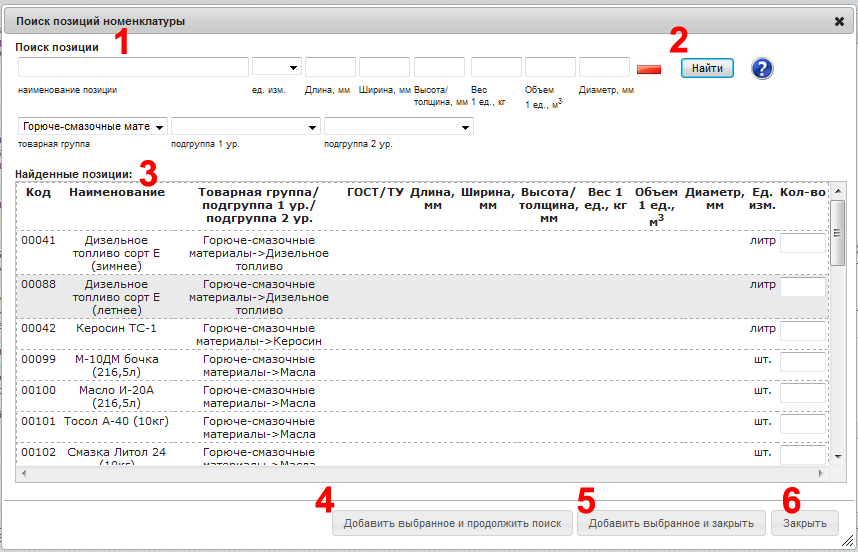 Поиск позиций номенклатуры
Поиск позиции
1
2
Найти
?
наименование позиции ед. изм. Длина, мм Ширина, мм Высота/ толщина, мм Вес 1 ед., кг Объем 1 ед., м3 Диаметр, мм
Горюче-смазочные мате
товарная группа подгруппа 1 ур. подгруппа 2 ур.
3
Найденные позиции:
Код Наименование Товарная группа/ ГОСТ/ТУ Длина, Ширина, Высота/ Вес 1 Объем Диаметр, Ед. Кол-во
подгруппа 1 ур./ мм мм толщина, ед., кг 1 ед., мм изм.
подгруппа 2 ур. мм м3
00041 Дизельное Горюче-смазочные литр
топливо сорт Е материалы->Дизельное
(зимнее) топливо
00088 Дизельное Горюче-смазочные литр
топливо сорт Е материалы->Дизельное
(летнее) топливо
00042 Керосин ТС-1 Горюче-смазочные литр
материалы->Керосин
00099 М-10ДМ бочка Горюче-смазочные шт.
(216,5л) материалы->Масла
00100 Масло И-20А Горюче-смазочные шт.
(216,5л) материалы->Масла
00101 Тосол А-40 (10кг) Горюче-смазочные шт.
материалы->Масла
00102 Смазка Литол 24 Горюче-смазочные шт.
(10кг) материалы->Масла
4 5 6
Добавить выбранное и продолжить поиск Добавить выбранное и закрыть Закрыть